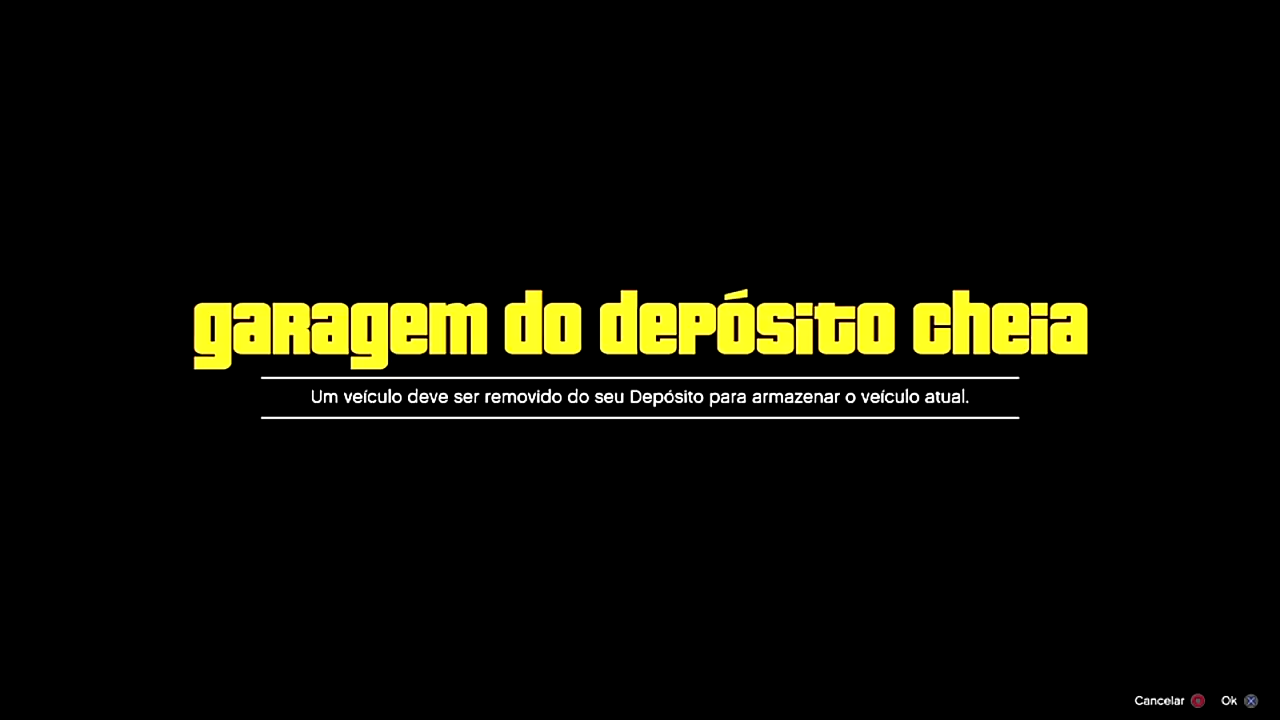 garagem do depósito cheia
Um veículo deve ser removido do seu Depósito para armazenar o veículo atual.
Cancelar Ok